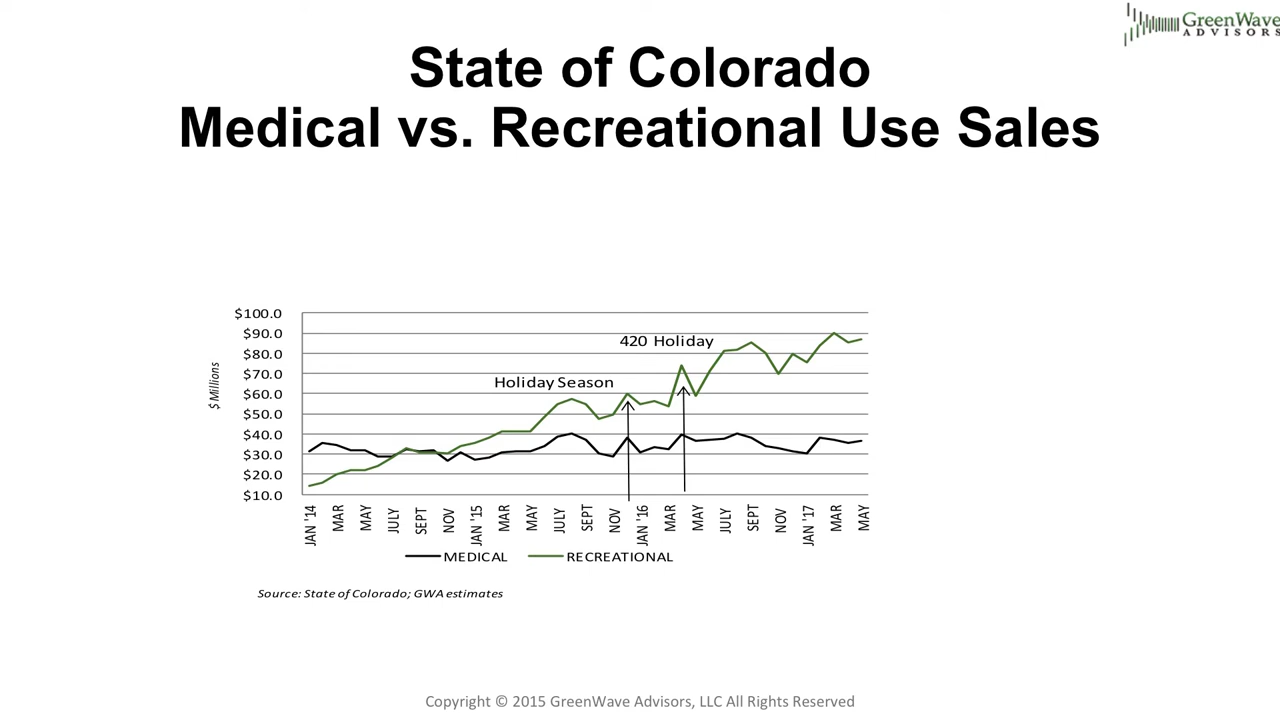 GreenWave
ADVISORS
State of Colorado
Medical vs. Recreational Use Sales
$ Millions
$100.0
$90.0
$80.0
$70.0
$60.0
$50.0
$40.0
$30.0
$20.0
$10.0
420 Holiday
Holiday Season
JAN '14
MAR
MAY
JULY
SEPT
NOV
JAN '15
MAR
MAY
JULY
SEPT
NOV
JAN '16
MAR
MAY
JULY
SEPT
NOV
JAN '17
MAR
MAY
MEDICAL
RECREATIONAL
Source: State of Colorado; GWA estimates
Copyright © 2015 GreenWave Advisors, LLC All Rights Reserved